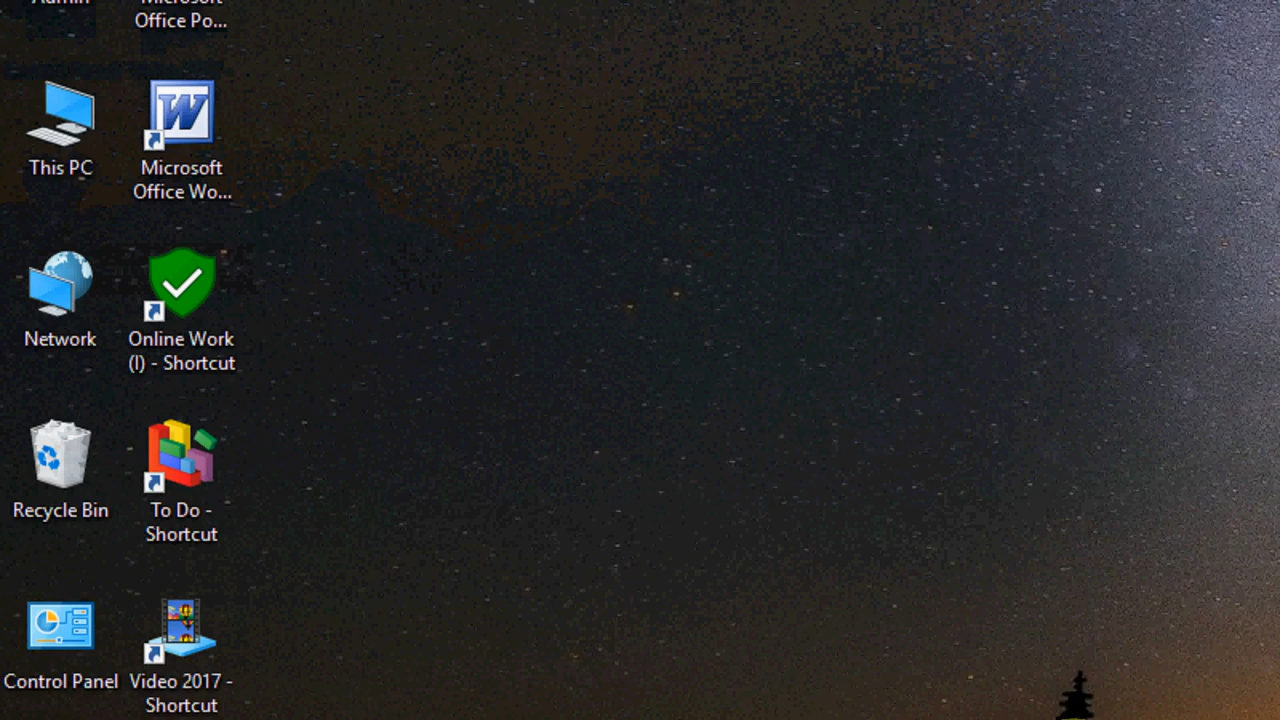 Admin
Microsoft
Office Po...
This PC
Microsoft
Office Wo...
Network
Online Work
(I) - Shortcut
Recycle Bin
To Do -
Shortcut
Control Panel
Video 2017 -
Shortcut